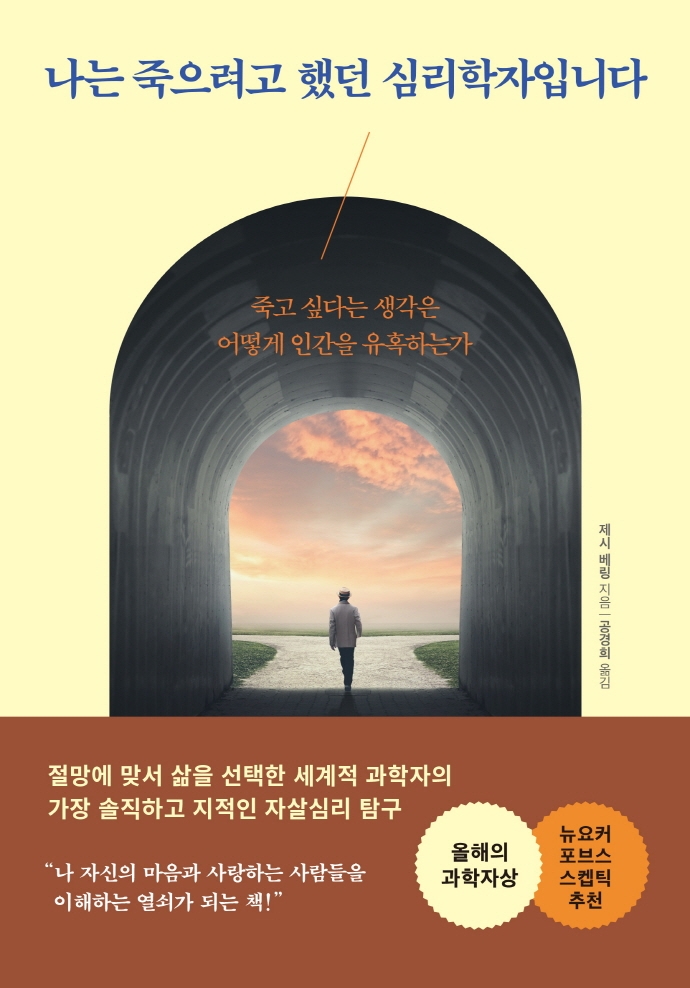 나는 죽으려고 했던 심리학자입니다
죽고 싶다는 생각은
어떻게 인간을 유혹하는가
제시 베링 지음 | 공경희 옮김
절망에 맞서 삶을 선택한 세계적 과학자의
가장 솔직하고 지적인 자살심리 탐구
“나 자신의 마음과 사랑하는 사람들을
이해하는 열쇠가 되는 책!”
올해의
과학자상
뉴요커
포브스
스켑틱
추천